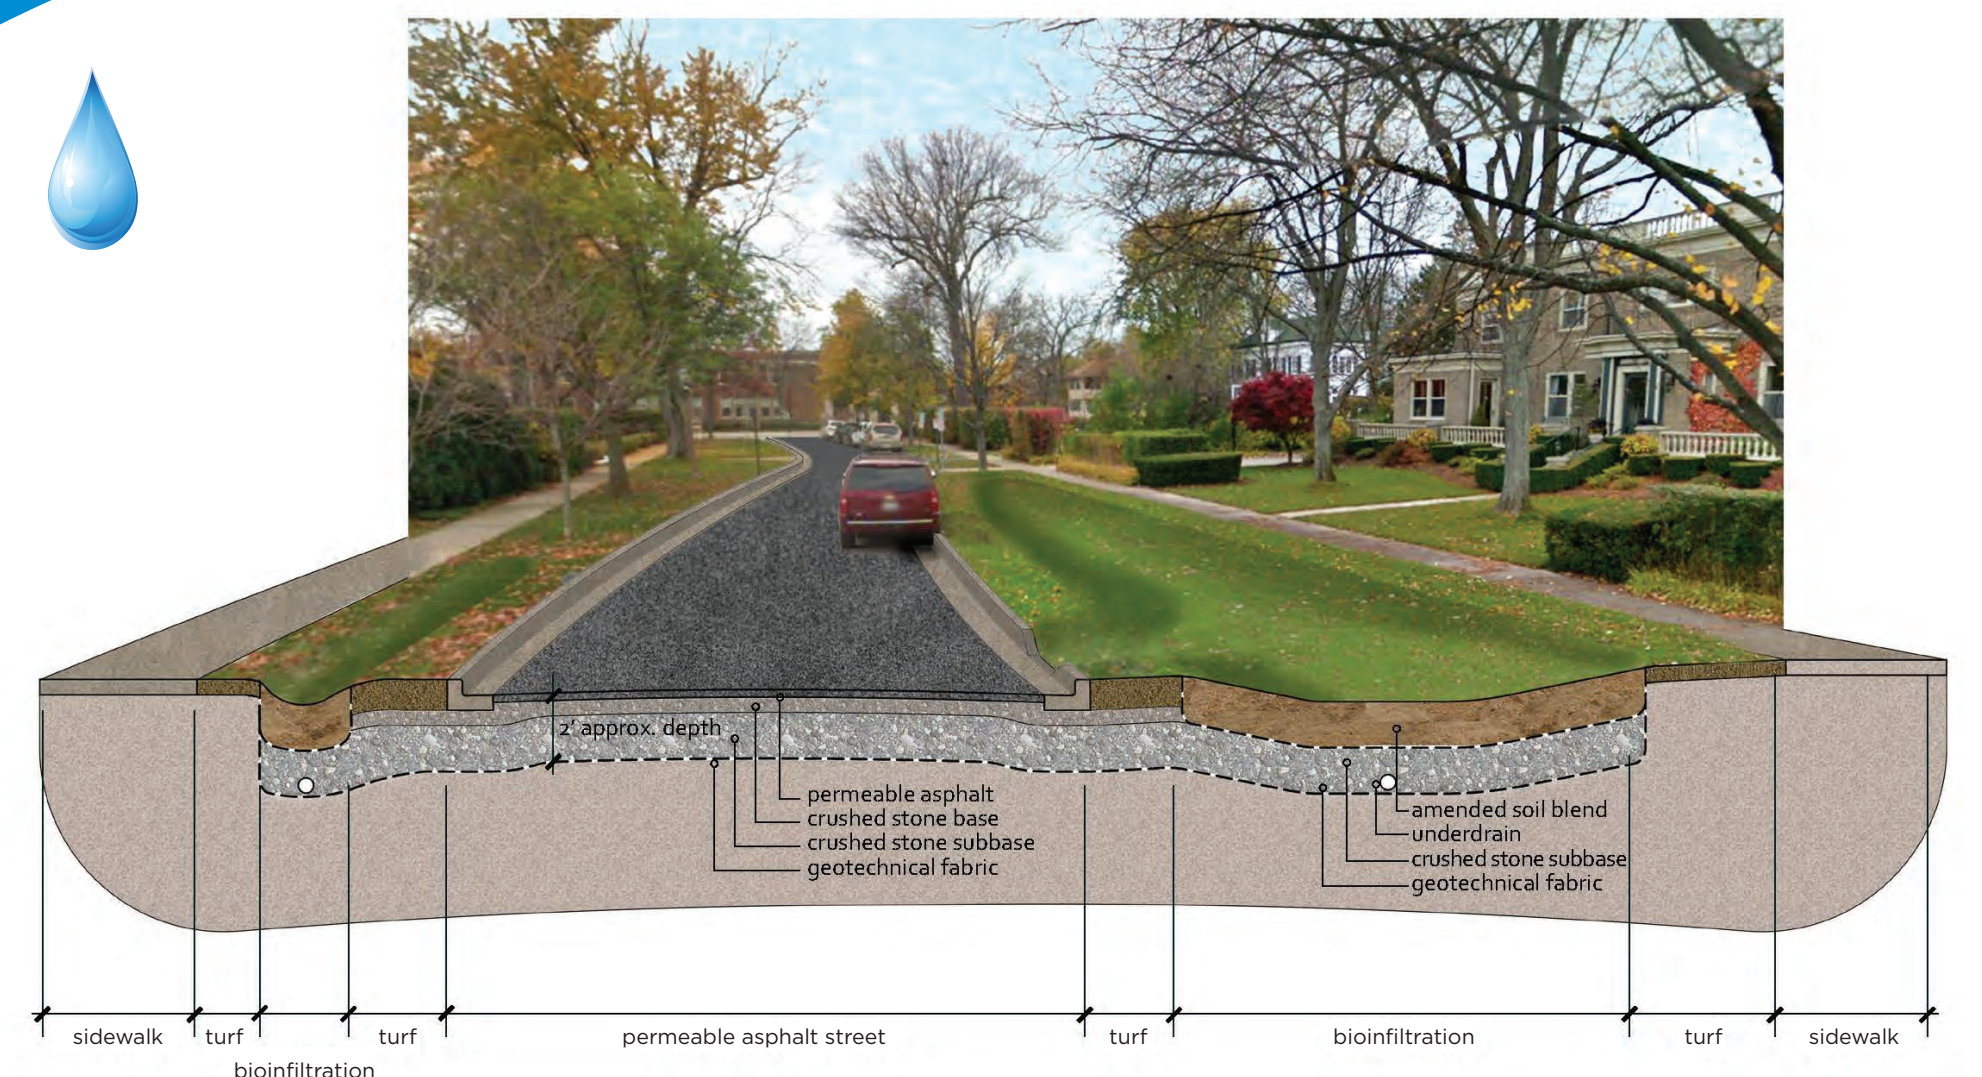 2' approx. depth
permeable asphalt
crushed stone base
crushed stone subbase
geotechnical fabric
amended soil blend
underdrain
crushed stone subbase
geotechnical fabric
sidewalk
turf
bioinfiltration
turf
permeable asphalt street
turf
bioinfiltration
turf
sidewalk